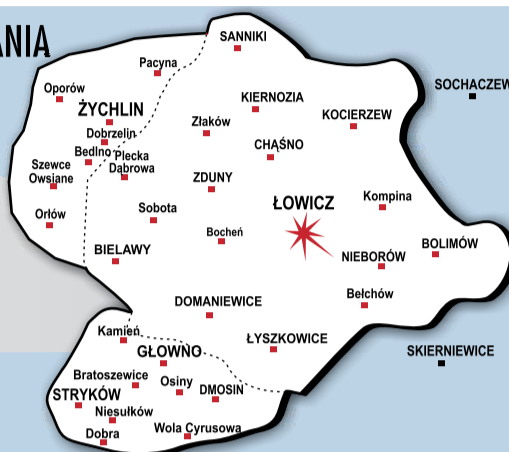 ANIA
SANNIKI
Pacyna
SOCHACZEW
Oporów
KIERNOZIA
ŻYCHLIN
KOCIERZEW
Złaków
Dobrzelin
CHĄŚNO
Bedlno
Plecka
Dąbrowa
Szewce
Owsiane
ZDUNY
Kompina
ŁOWICZ
Sobota
Orłów
Bocheń
BOLIMÓW
BIELAWY
NIEBORÓW
Bełchów
DOMANIEWICE
Kamień
ŁYSZKOWICE
GŁOWNO
SKIERNIEWICE
Bratoszewice
Osiny
DMOSIN
STRYKÓW
Niesułków
Wola Cyrusowa
Dobra